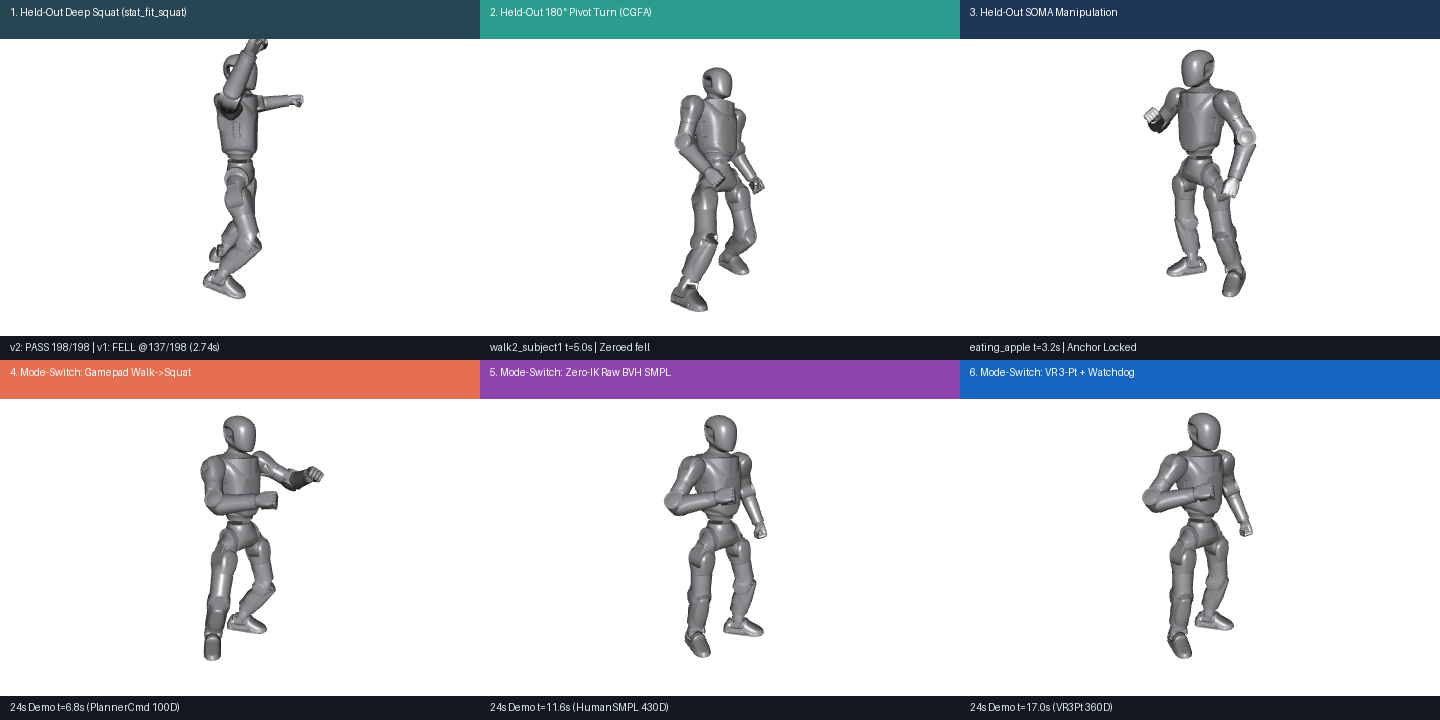 1. Held-Out Deep Squat (stat_fit_squat)
2. Held-Out 180° Pivot Turn (CGFA)
3. Held-Out SOMA Manipulation
v2: PASS 198/198 | v1: FELL @137/198 (2.74s)
walk2_subject1 t=5.0s | Zeroed fell
eating_apple t=3.2s | Anchor Locked
4. Mode-Switch: Gamepad Walk->Squat
5. Mode-Switch: Zero-IK Raw BVH SMPL
6. Mode-Switch: VR 3-Pt + Watchdog
24s Demo t=6.8s (PlannerCmd 100D)
24s Demo t=11.6s (HumanSMPL 430D)
24s Demo t=17.0s (VR3Pt 360D)